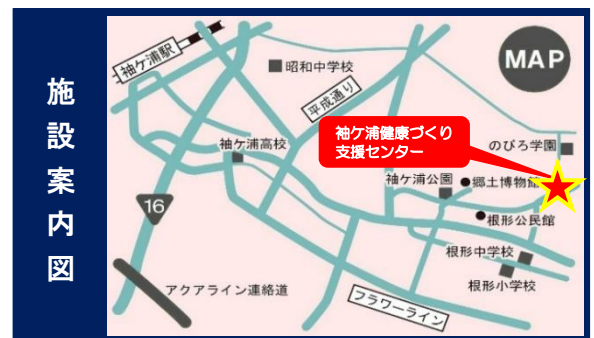 施設案内図
袖ケ浦駅
昭和中学校
MAP
平成通り
袖ケ浦健康づくり
支援センター
袖ケ浦高校
のびろ学園
袖ケ浦公園
郷土博物館
16
根形公民館
根形中学校
根形小学校
アクアライン連絡道
フラワーライン